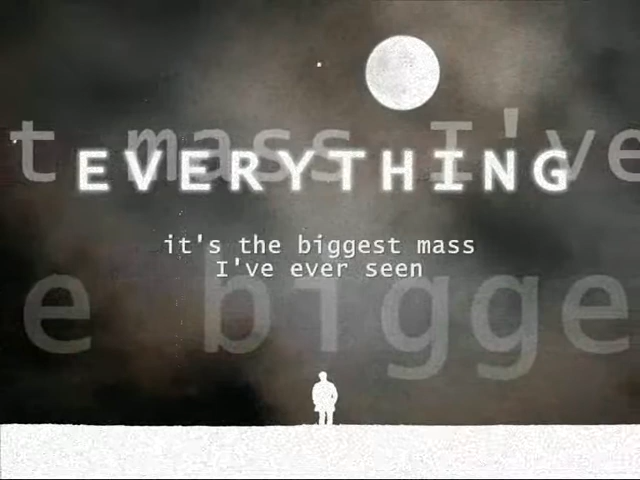 t mass I've
EVERYTHING
it's the biggest mass
I've ever seen
e bigge